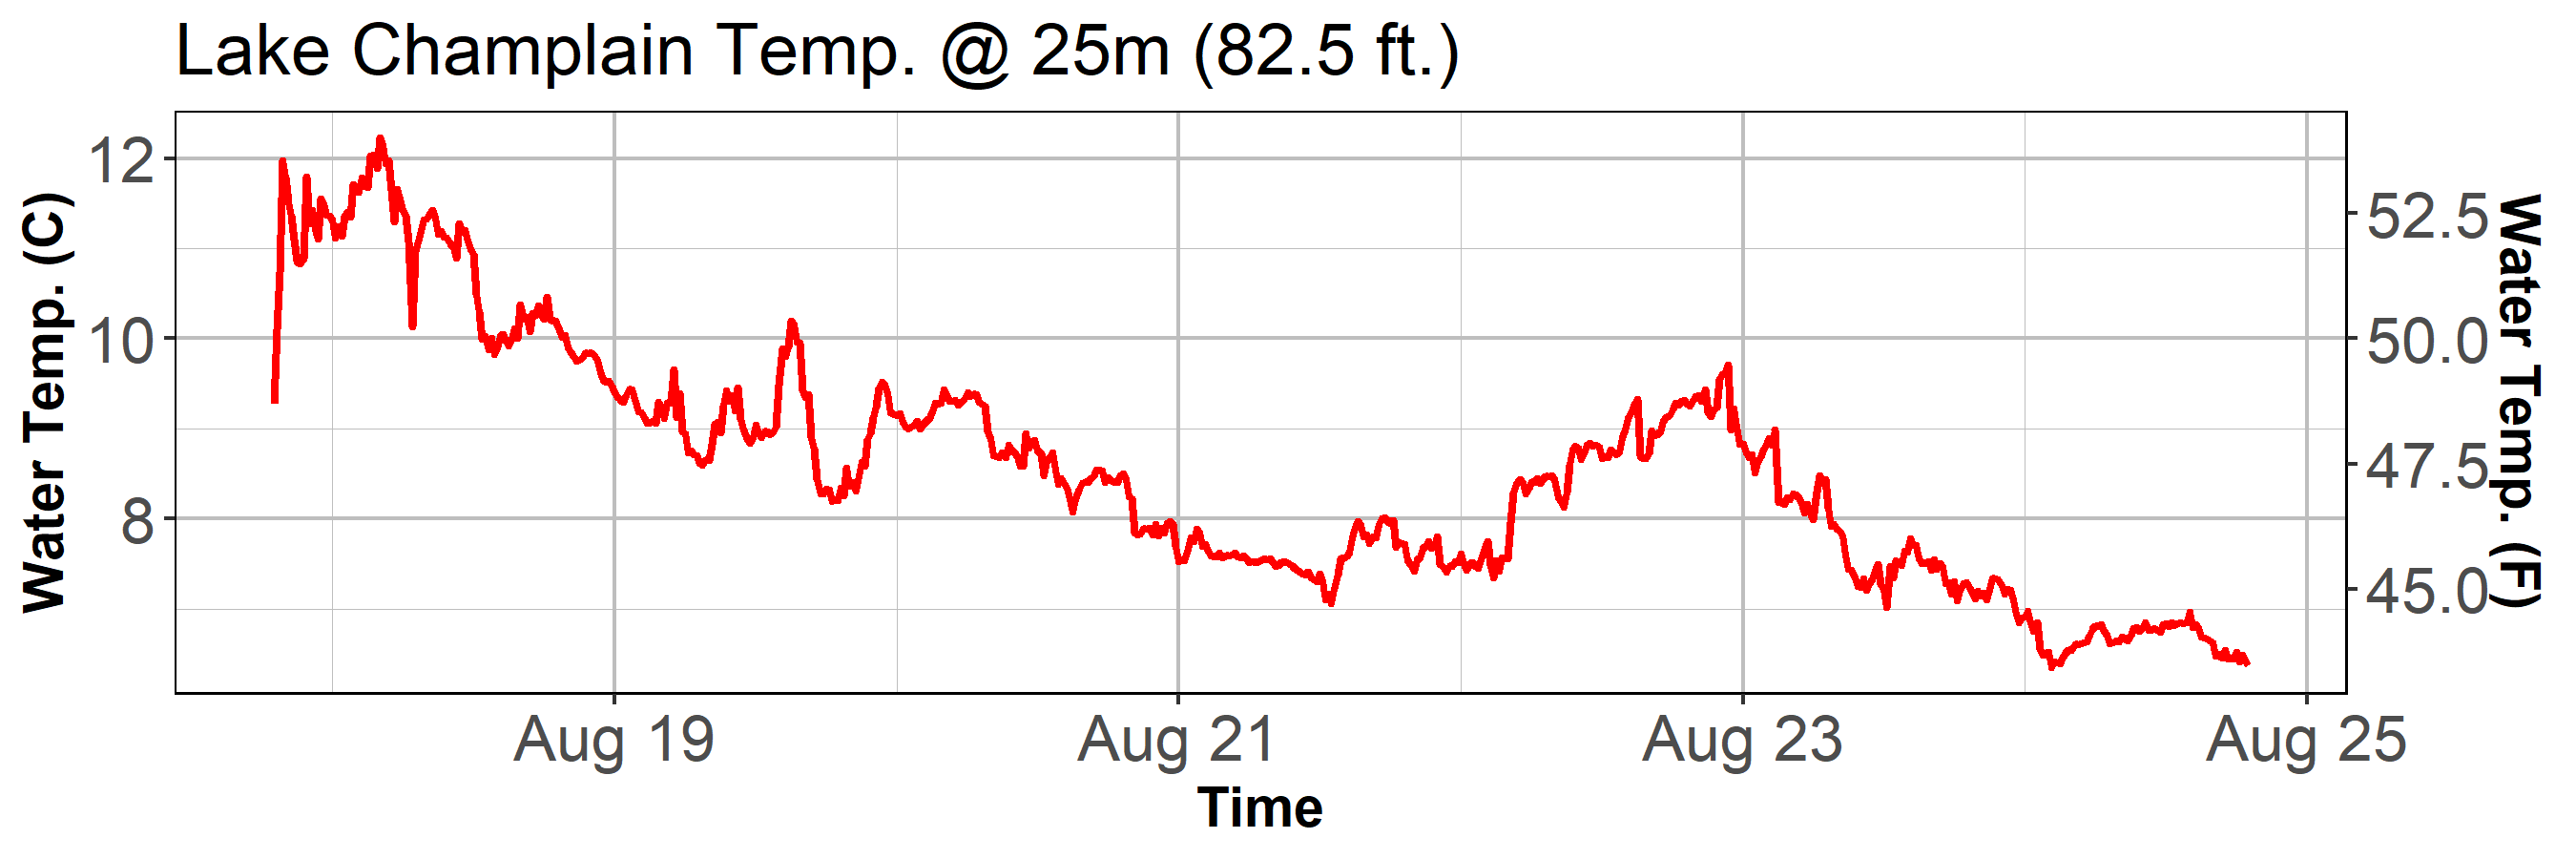 Lake Champlain Temp. @ 25m (82.5 ft.)
Water Temp. (C)
12
10
8
52.5
50.0
47.5
45.0
Water Temp. (F)
Aug 19
Aug 21
Aug 23
Aug 25
Time